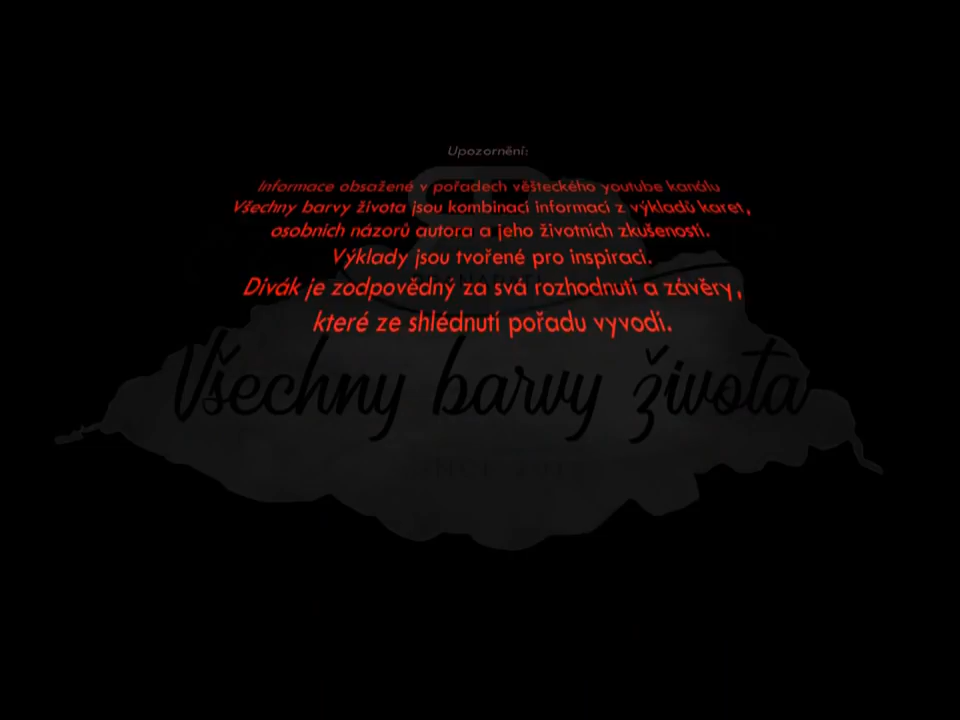 Upozornění:
Informace obsažené v pořadech věšteckého youtube kanálu
Všechny barvy života jsou kombinací informací z výkladů karet,
osobních názorů autora a jeho životních zkušeností.
Výklady jsou tvořené pro inspiraci.
Divák je zodpovědný za svá rozhodnutí a závěry,
které ze shlédnutí pořadu vyvodí.
Všechny barvy života